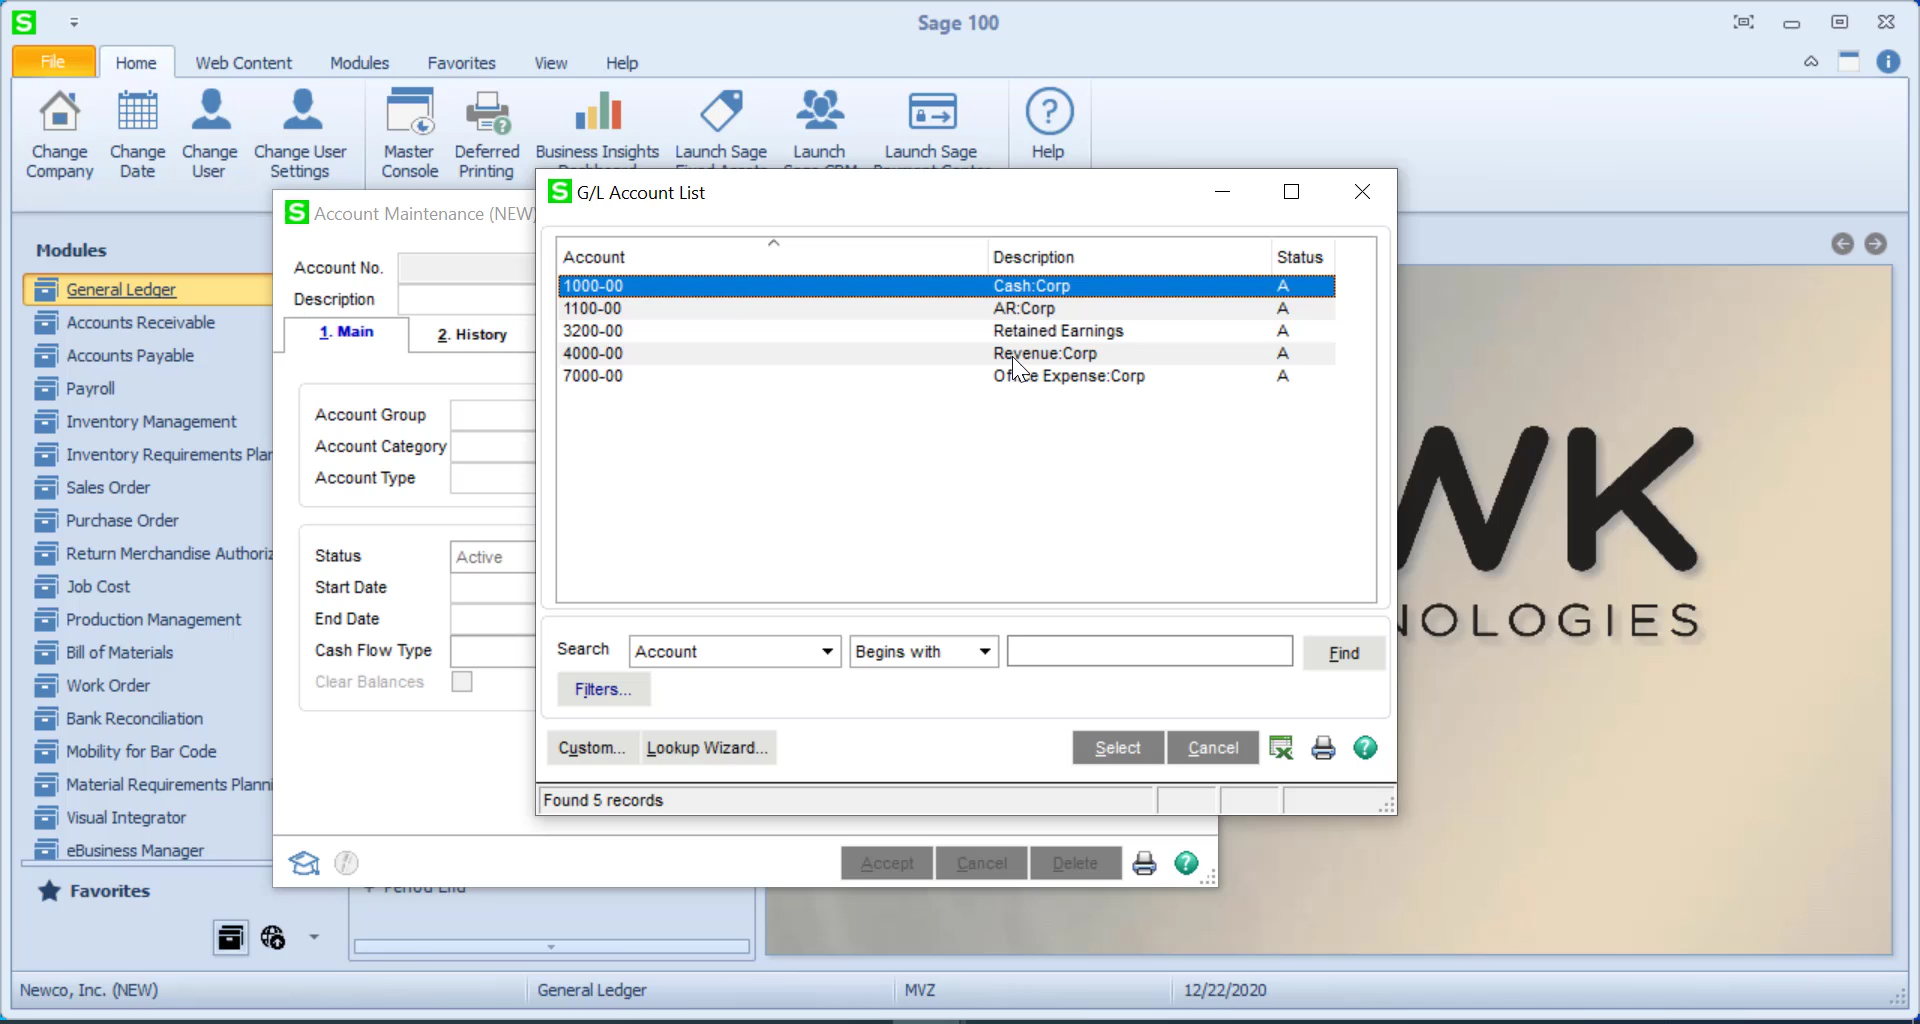 S
Sage 100
File
Home
Web Content
Modules
Favorites
View
Help
Change Company
Change Date
Change User
Change User Settings
Master Console
Deferred Printing
Business Insights
Launch Sage
Launch
Launch Sage
Help
Modules
General Ledger
Accounts Receivable
Accounts Payable
Payroll
Inventory Management
Inventory Requirements Plan
Sales Order
Purchase Order
Return Merchandise Authoriz
Job Cost
Production Management
Bill of Materials
Work Order
Bank Reconciliation
Mobility for Bar Code
Material Requirements Planni
Visual Integrator
eBusiness Manager
Favorites
S Account Maintenance (NEW)
Account No.
Description
1. Main
2. History
Account Group
Account Category
Account Type
Status Active
Start Date
End Date
Cash Flow Type
Clear Balances
Accept
Cancel
Delete
Period End
S G/L Account List
Account Description Status
1000-00 Cash:Corp A
1100-00 AR:Corp A
3200-00 Retained Earnings A
4000-00 Revenue:Corp A
7000-00 Office Expense:Corp A
Search Account Begins with Find
Filters...
Custom... Lookup Wizard... Select Cancel
Found 5 records
WK
NOLOGIES
Newco, Inc. (NEW) General Ledger MVZ 12/22/2020